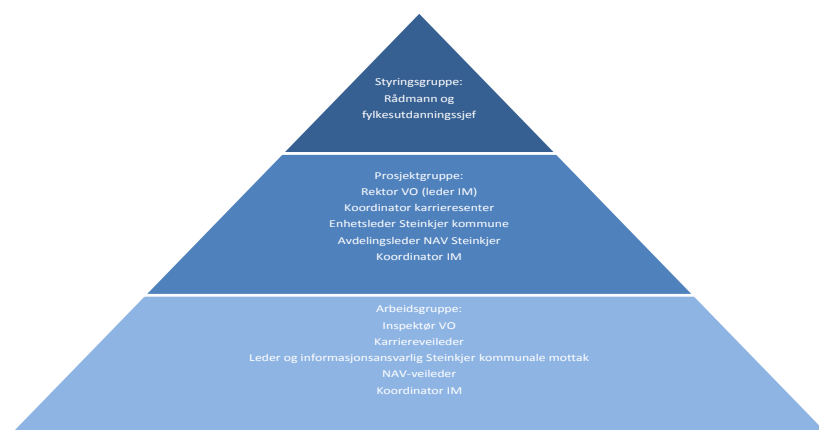 Styringsgruppe:
Rådmann og
fylkesutdanningssjef
Prosjektgruppe:
Rektor VO (leder IM)
Koordinator karrieresenter
Enhetsleder Steinkjer kommune
Avdelingsleder NAV Steinkjer
Koordinator IM
Arbeidsgruppe:
Inspektør VO
Karriereveileder
Leder og informasjonsansvarlig Steinkjer kommunale mottak
NAV-veileder
Koordinator IM